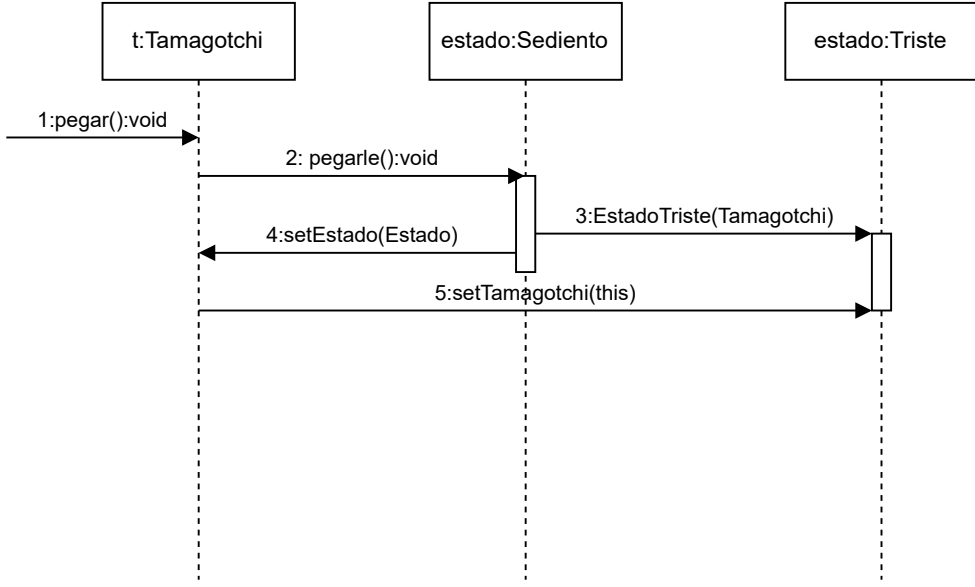 t:Tamagotchi
estado:Sediento
estado:Triste
1:pegar():void
2: pegarle():void
3:EstadoTriste(Tamagotchi)
4:setEstado(Estado)
5:setTamagotchi(this)